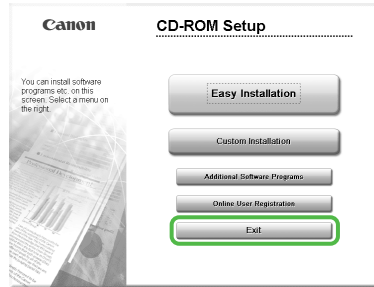 Canon
CD-ROM Setup
You can install software
programs etc. on this
screen. Select a menu on
the right.
Easy Installation
Custom Installation
Additional Software Programs
Online User Registration
Exit